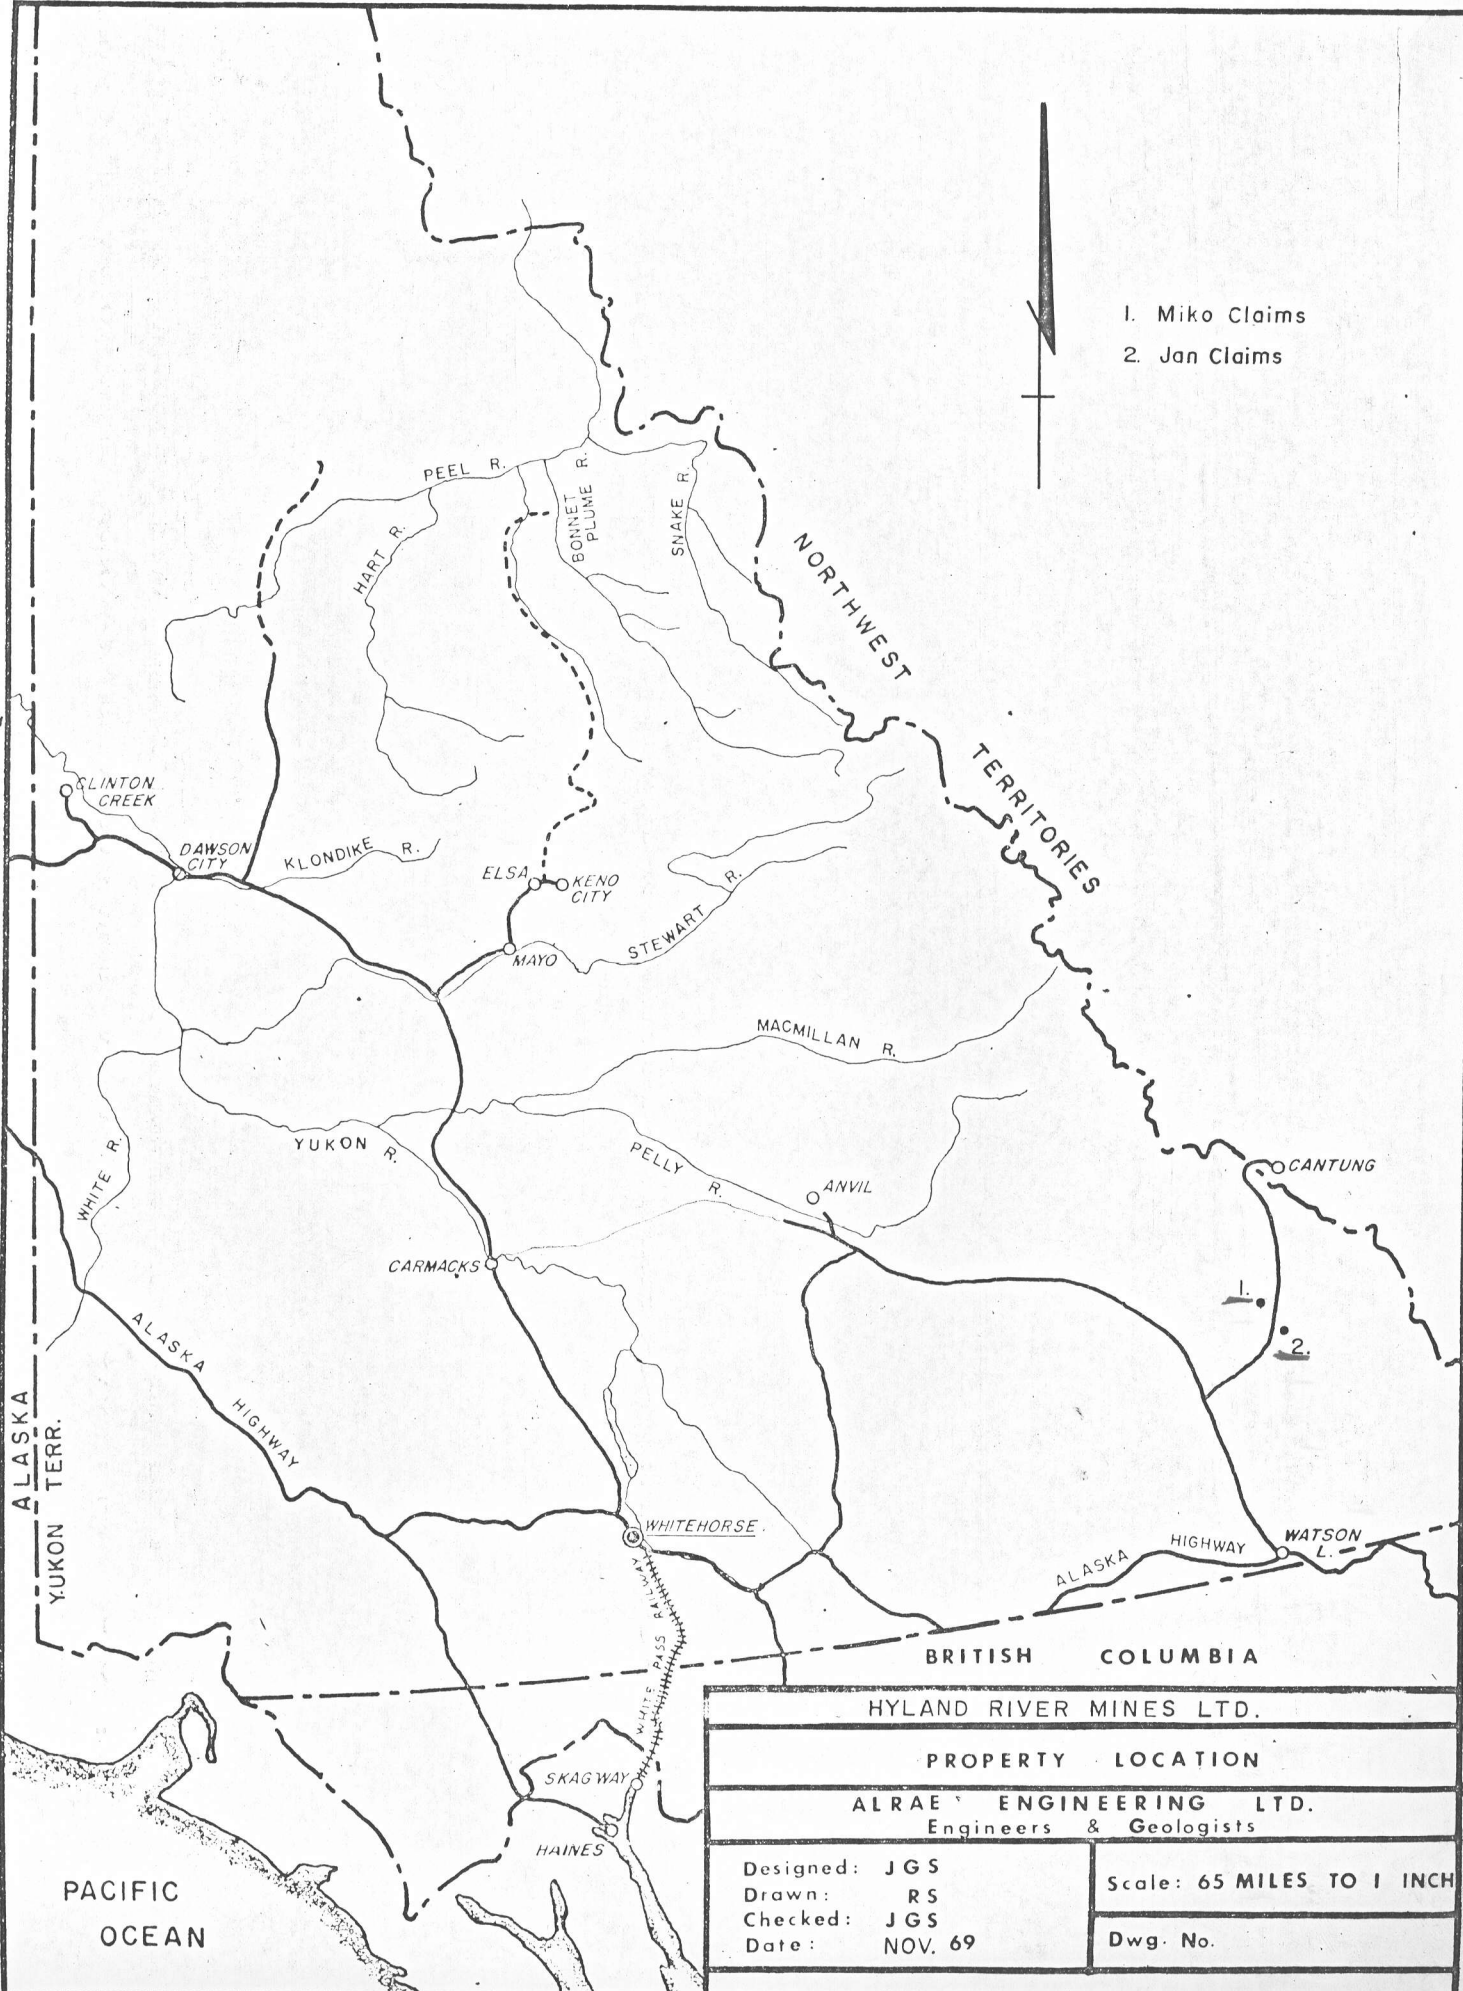 1. Miko Claims
2. Jan Claims
PEEL R.
HART R.
BONNET
PLUME R.
SNAKE R.
NORTHWEST
TERRITORIES
CLINTON
CREEK
DAWSON
CITY
KLONDIKE R.
ELSA
KENO
CITY
STEWART R.
MAYO
MACMILLAN R.
YUKON R.
WHITE R.
PELLY R.
ANVIL
CANTUNG
CARMACKS
1.
2.
ALASKA
HIGHWAY
ALASKA
YUKON TERR.
WHITEHORSE
WHITE PASS RAILWAY
ALASKA HIGHWAY
WATSON
L.
BRITISH COLUMBIA
SKAGWAY
HAINES
PACIFIC
OCEAN
HYLAND RIVER MINES LTD.
PROPERTY LOCATION
ALRAE ENGINEERING LTD.
Engineers & Geologists
Designed: JGS
Drawn: RS
Checked: JGS
Date: NOV. 69
Scale: 65 MILES TO 1 INCH
Dwg. No.